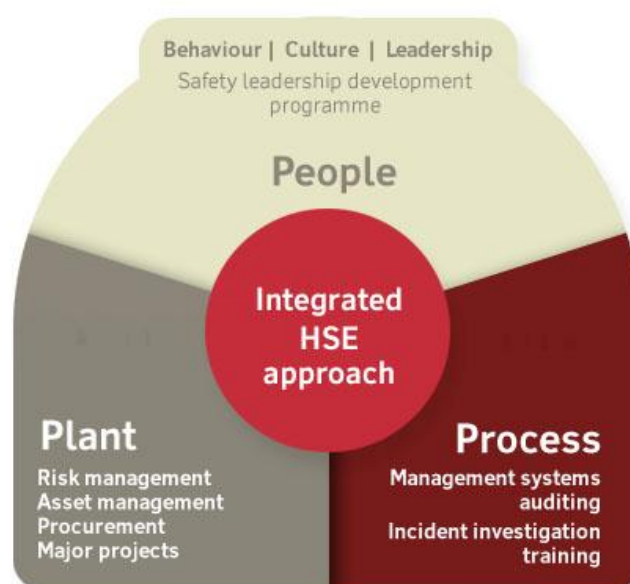 Behaviour | Culture | Leadership
Safety leadership development
programme
People
Integrated
HSE
approach
Plant
Risk management
Asset management
Procurement
Major projects
Process
Management systems
auditing
Incident investigation
training